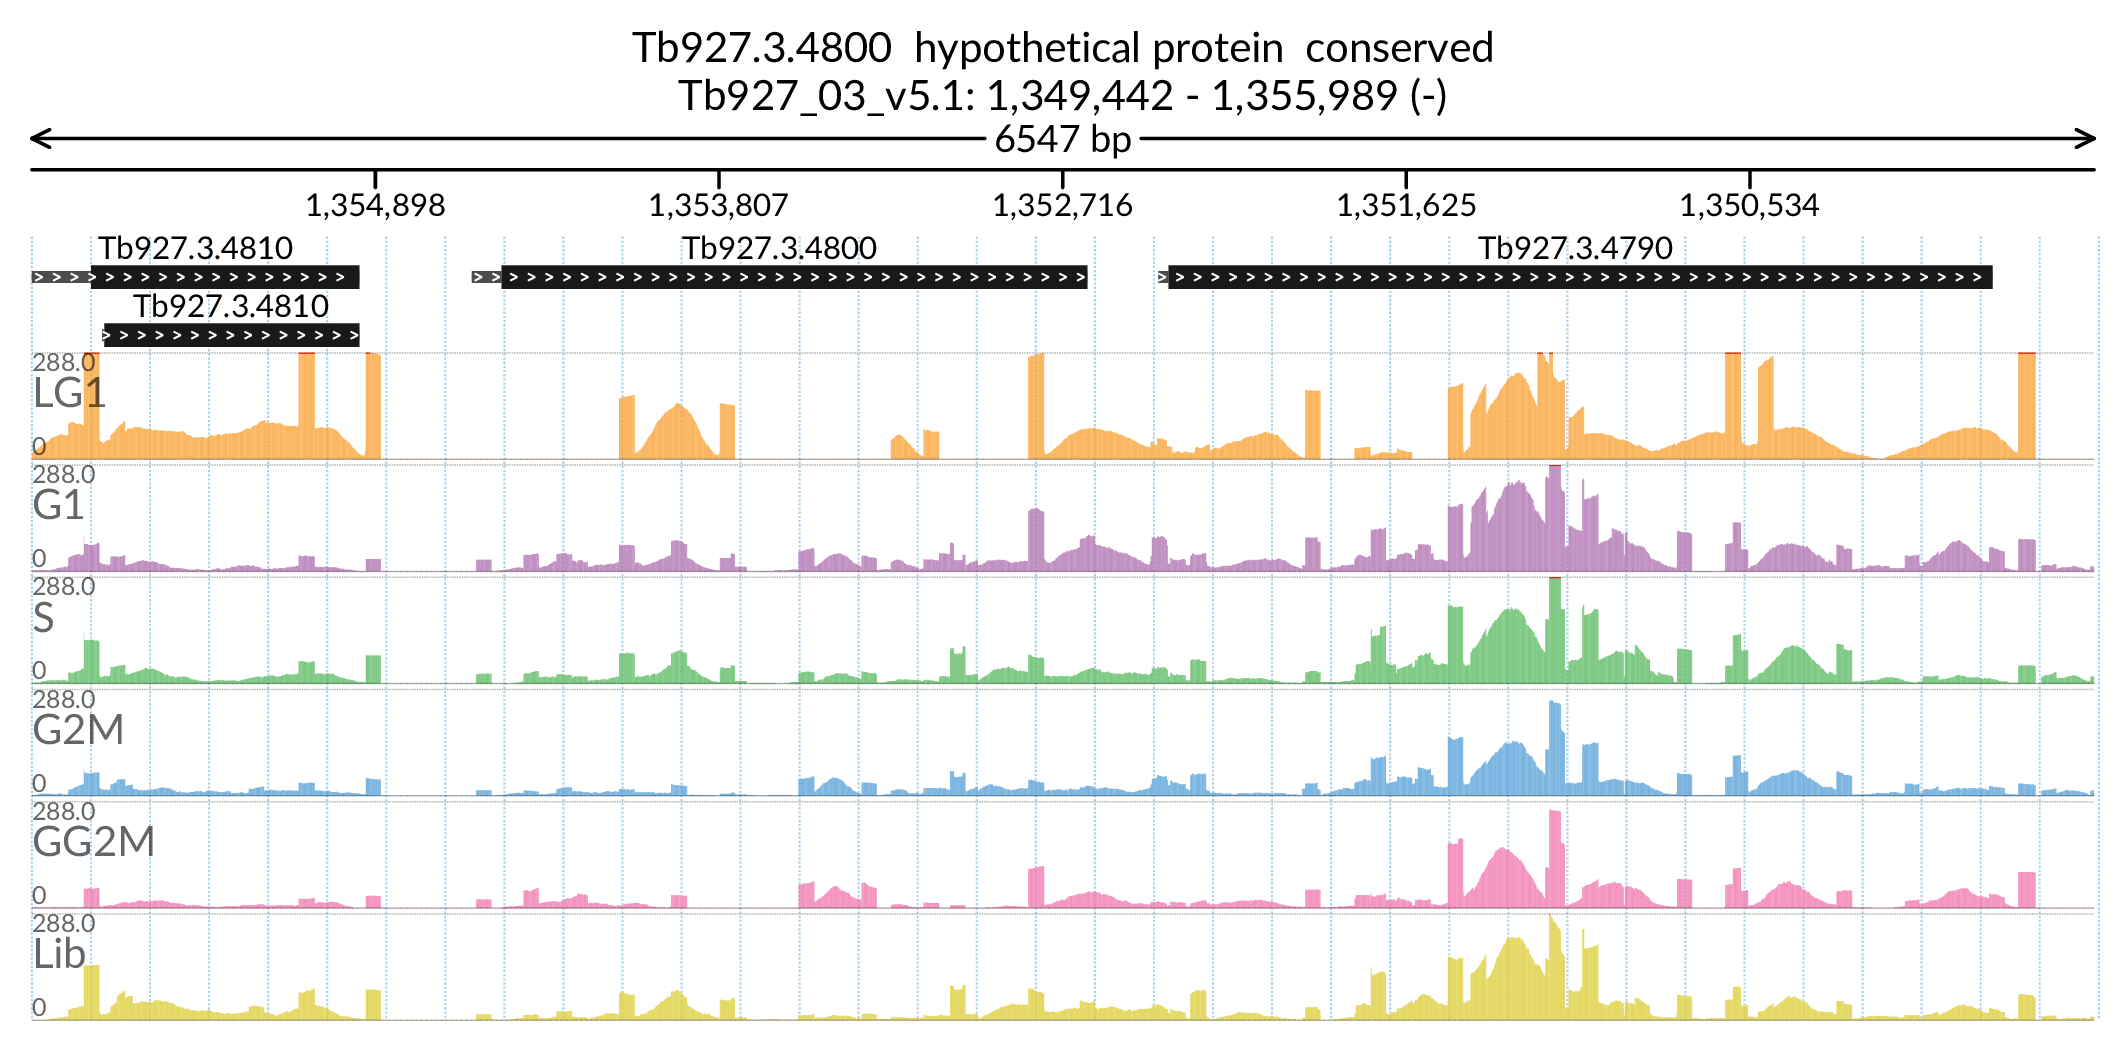 Tb927.3.4800 hypothetical protein conserved
Tb927_03_v5.1: 1,349,442 - 1,355,989 (-)
6547 bp
1,354,898 1,353,807 1,352,716 1,351,625 1,350,534
Tb927.3.4810 Tb927.3.4800 Tb927.3.4790
Tb927.3.4810
288.0
LG1
0
288.0
G1
0
288.0
S
0
288.0
G2M
0
288.0
GG2M
0
288.0
Lib
0